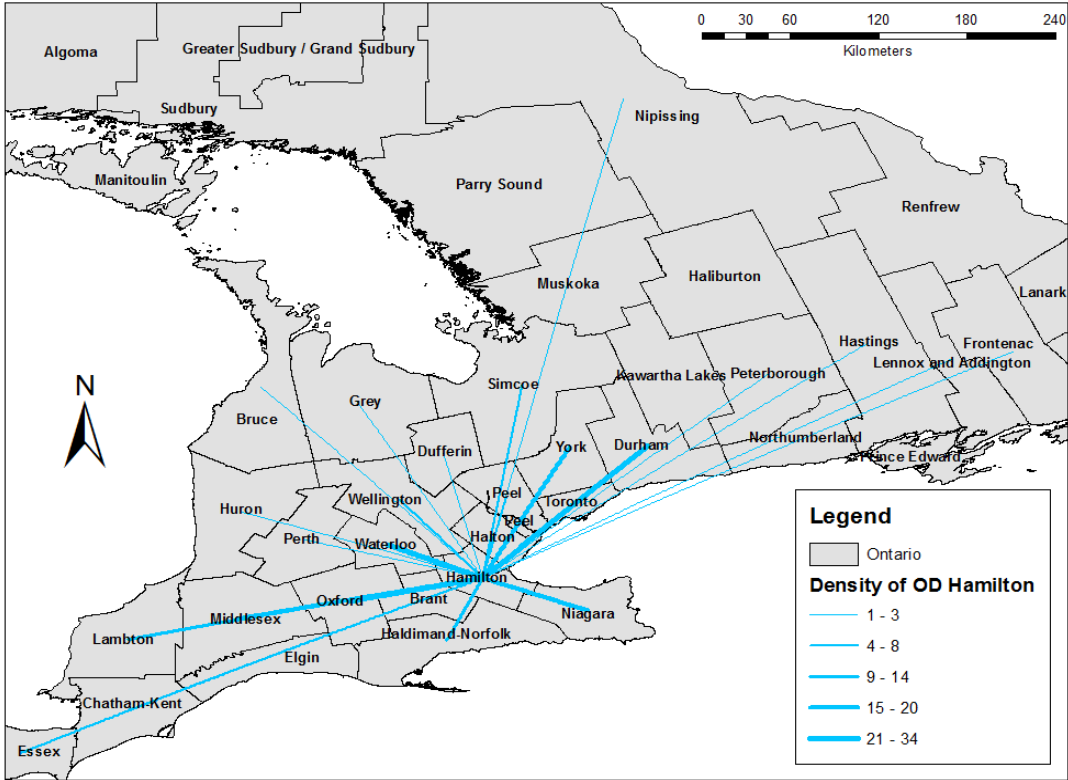 0 30 60 120 180 240
Kilometers
Algoma
Greater Sudbury / Grand Sudbury
Sudbury
Nipissing
Manitoulin
Parry Sound
Renfrew
Muskoka
Haliburton
Lanark
Hastings
Frontenac
Lennox and Addington
Simcoe
Kawartha Lakes
Peterborough
N
Grey
Bruce
Dufferin
York
Durham
Northumberland
Prince Edward
Wellington
Peel
Toronto
Huron
Peel
Perth
Waterloo
Halton
Hamilton
Oxford
Brant
Niagara
Middlesex
Lambton
Haldimand-Norfolk
Elgin
Chatham-Kent
Essex
Legend
Ontario
Density of OD Hamilton
1 - 3
4 - 8
9 - 14
15 - 20
21 - 34